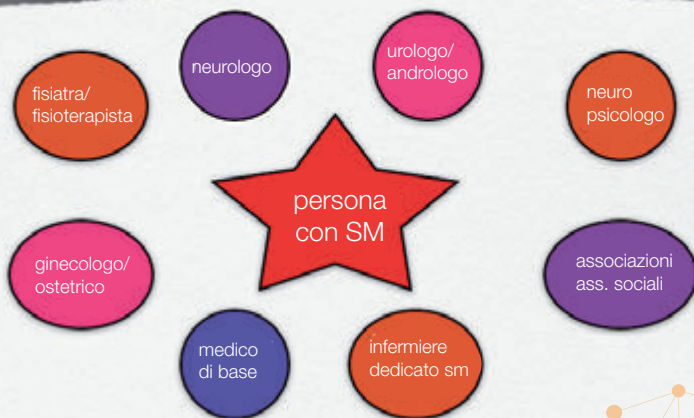 neurologo
urologo/
andrologo
fisiatra/
fisioterapista
neuro
psicologo
persona
con SM
ginecologo/
ostetrico
associazioni
ass. sociali
medico
di base
infermiere
dedicato sm